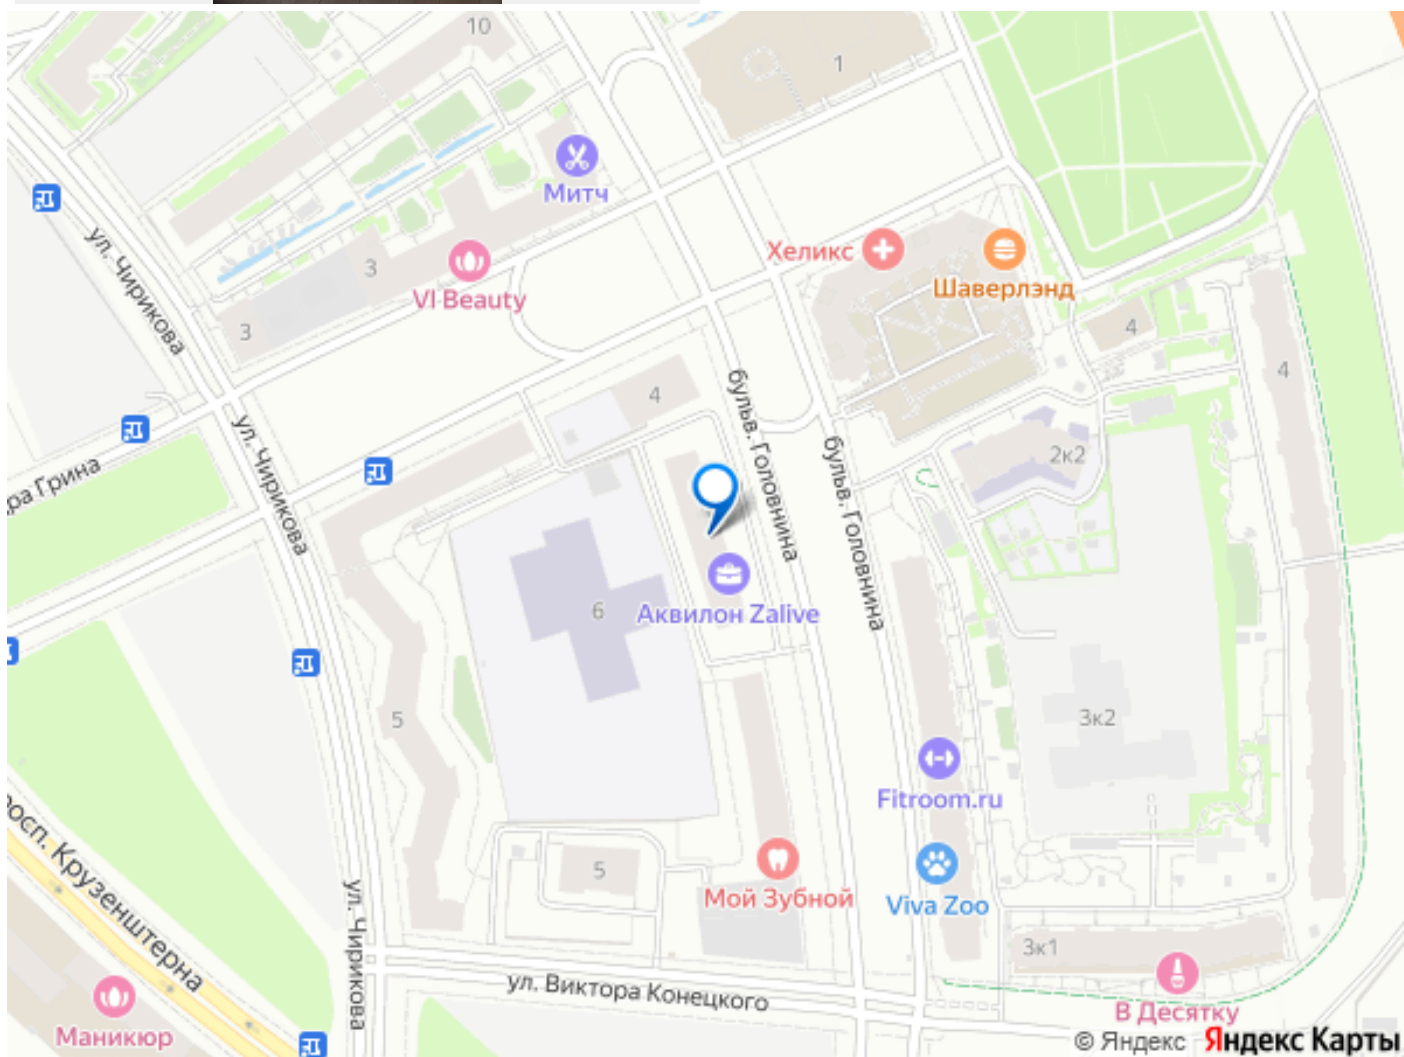 10
1
Митч
ул. Чирикова
Хеликс
3
VI Beauty
Шаверлэнд
3
4
4
4
бульв. Головнина
ул. Чирикова
бульв. Головнина
2к2
ра Грина
6
Аквилон Zalive
5
3к2
Fitroom.ru
росп. Крузенштерна
5
Мой Зубной
Viva Zoo
ул. Чирикова
3к1
ул. Виктора Конецкого
В Десятку
Маникюр
© Яндекс Яндекс Карты